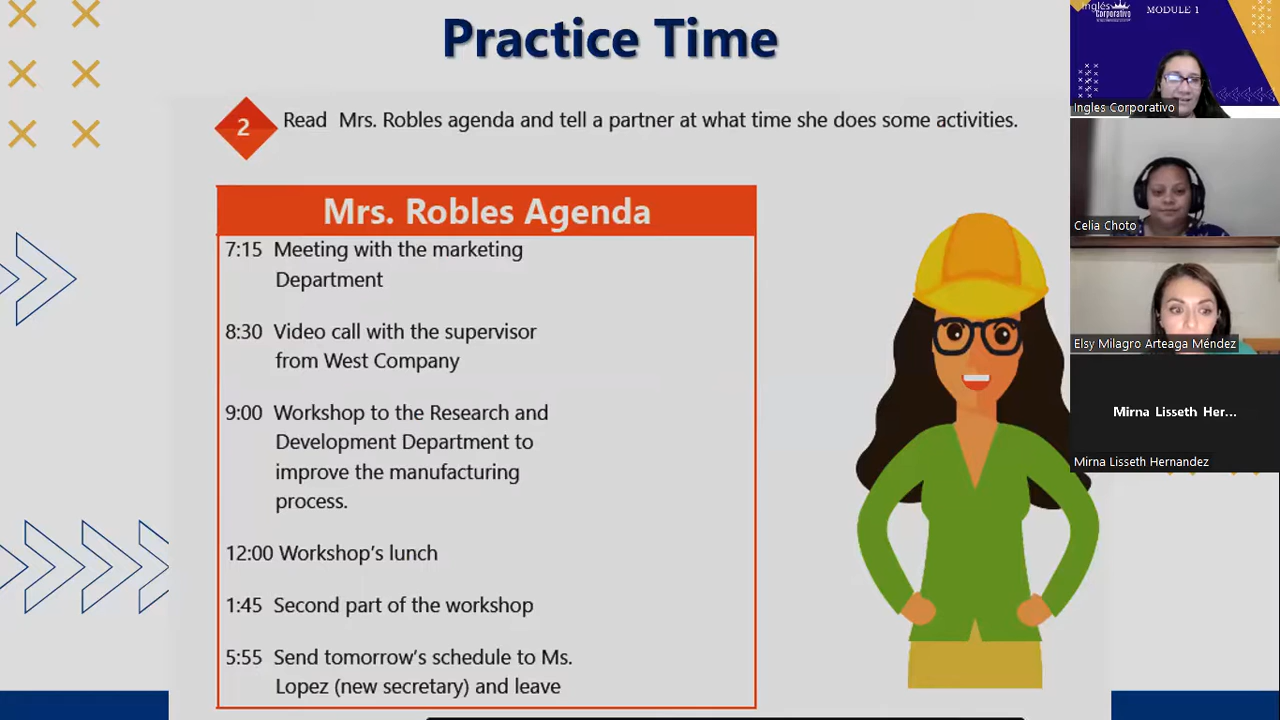 Practice Time
2
Read Mrs. Robles agenda and tell a partner at what time she does some activities.
Mrs. Robles Agenda
7:15 Meeting with the marketing
Department
8:30 Video call with the supervisor
from West Company
9:00 Workshop to the Research and
Development Department to
improve the manufacturing
process.
12:00 Workshop's lunch
1:45 Second part of the workshop
5:55 Send tomorrow's schedule to Ms.
Lopez (new secretary) and leave
Inglés
Corporativo
MODULE 1
Ingles Corporativo
Celia Choto
Elsy Milagro Arteaga Méndez
Mirna Lisseth Her...
Mirna Lisseth Hernandez